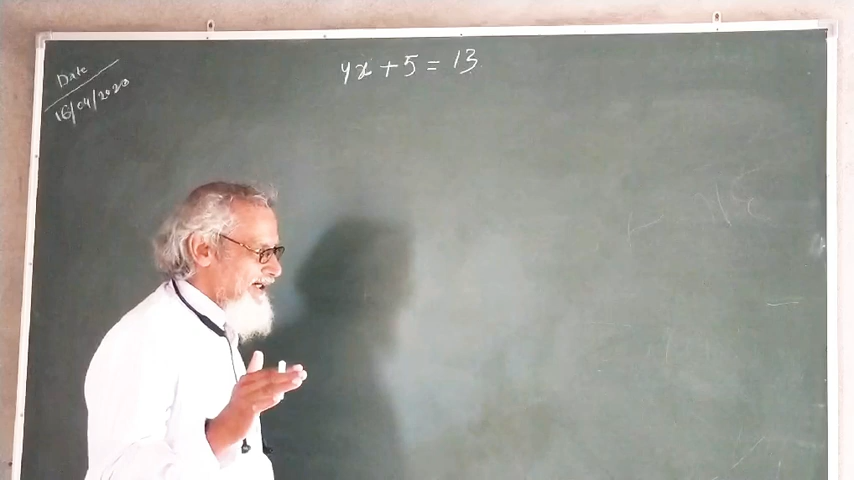 4x + 5 = 13
Date
16/04/2020